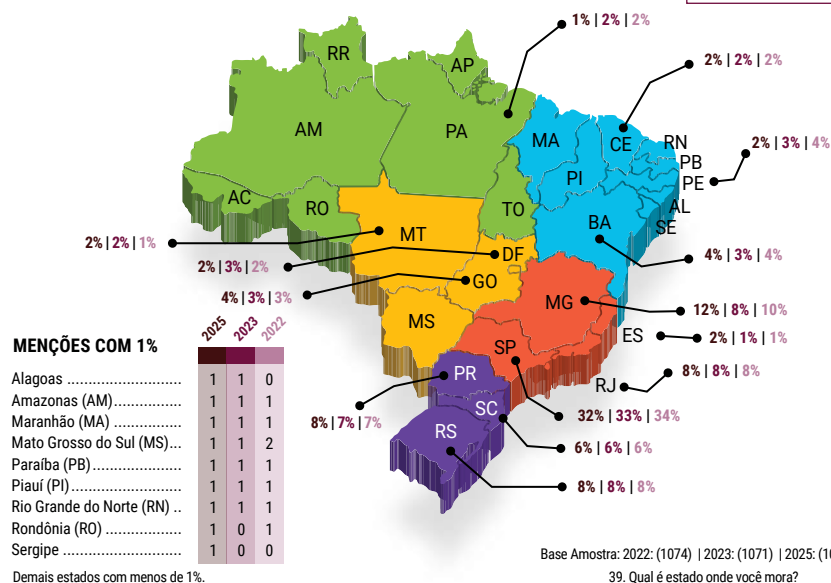 1% | 2% | 2%
RR
AP
2% | 2% | 2%
AM
PA
MA
CE
RN
2% | 3% | 4%
PB
PI
PE
AC
RO
TO
AL
BA
SE
MT
2% | 2% | 1%
DF
4% | 3% | 4%
2% | 3% | 2%
GO
4% | 3% | 3%
MG
12% | 8% | 10%
MS
ES
2% | 1% | 1%
SP
PR
RJ
8% | 8% | 8%
8% | 7% | 7%
SC
32% | 33% | 34%
RS
6% | 6% | 6%
8% | 8% | 8%
MENÇÕES COM 1%
2025 2023 2022
Alagoas ............................ 1 1 0
Amazonas (AM)................... 1 1 1
Maranhão (MA) .................. 1 1 1
Mato Grosso do Sul (MS)... 1 1 2
Paraíba (PB)....................... 1 1 1
Piauí (PI)............................ 1 1 1
Rio Grande do Norte (RN) .. 1 1 1
Rondônia (RO) ................... 1 0 1
Sergipe ............................. 1 0 0
Demais estados com menos de 1%.
Base Amostra: 2022: (1074) | 2023: (1071) | 2025:
39. Qual é estado onde você mora?